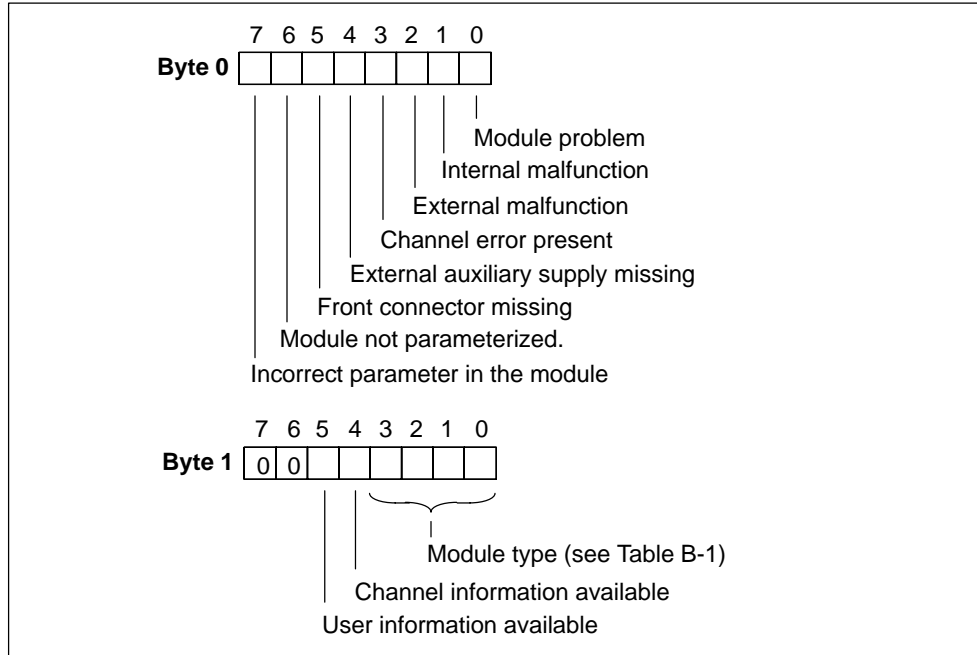 7 6 5 4 3 2 1 0
Byte 0
Module problem
Internal malfunction
External malfunction
Channel error present
External auxiliary supply missing
Front connector missing
Module not parameterized.
Incorrect parameter in the module
7 6 5 4 3 2 1 0
Byte 1 0 0
Module type (see Table B-1)
Channel information available
User information available